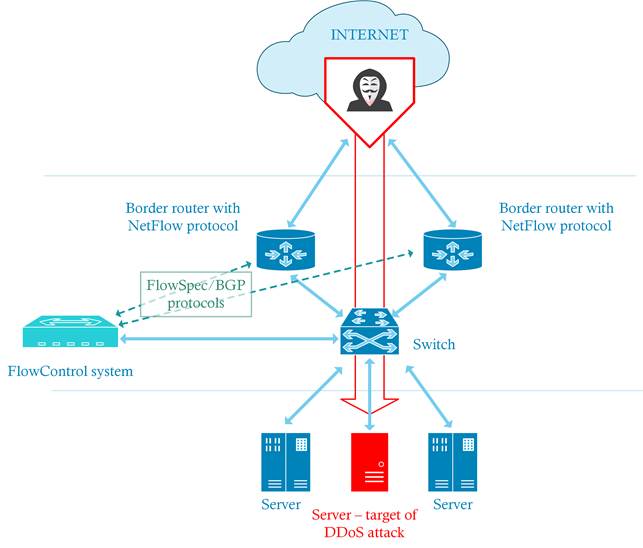 INTERNET
Border router with
NetFlow protocol
Border router with
NetFlow protocol
FlowSpec/BGP
protocols
Switch
FlowControl system
Server
Server – target of
DDoS attack
Server